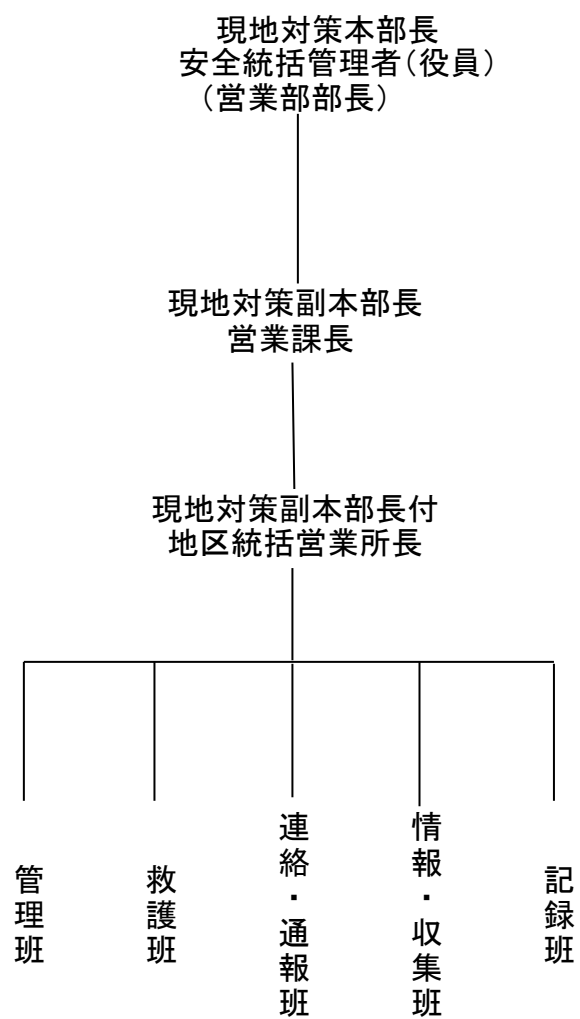 現地対策本部長
安全統括管理者(役員)
(営業部部長)
現地対策副本部長
営業課長
現地対策副本部長付
地区統括営業所長
管理班
救護班
連絡・通報班
情報・収集班
記録班